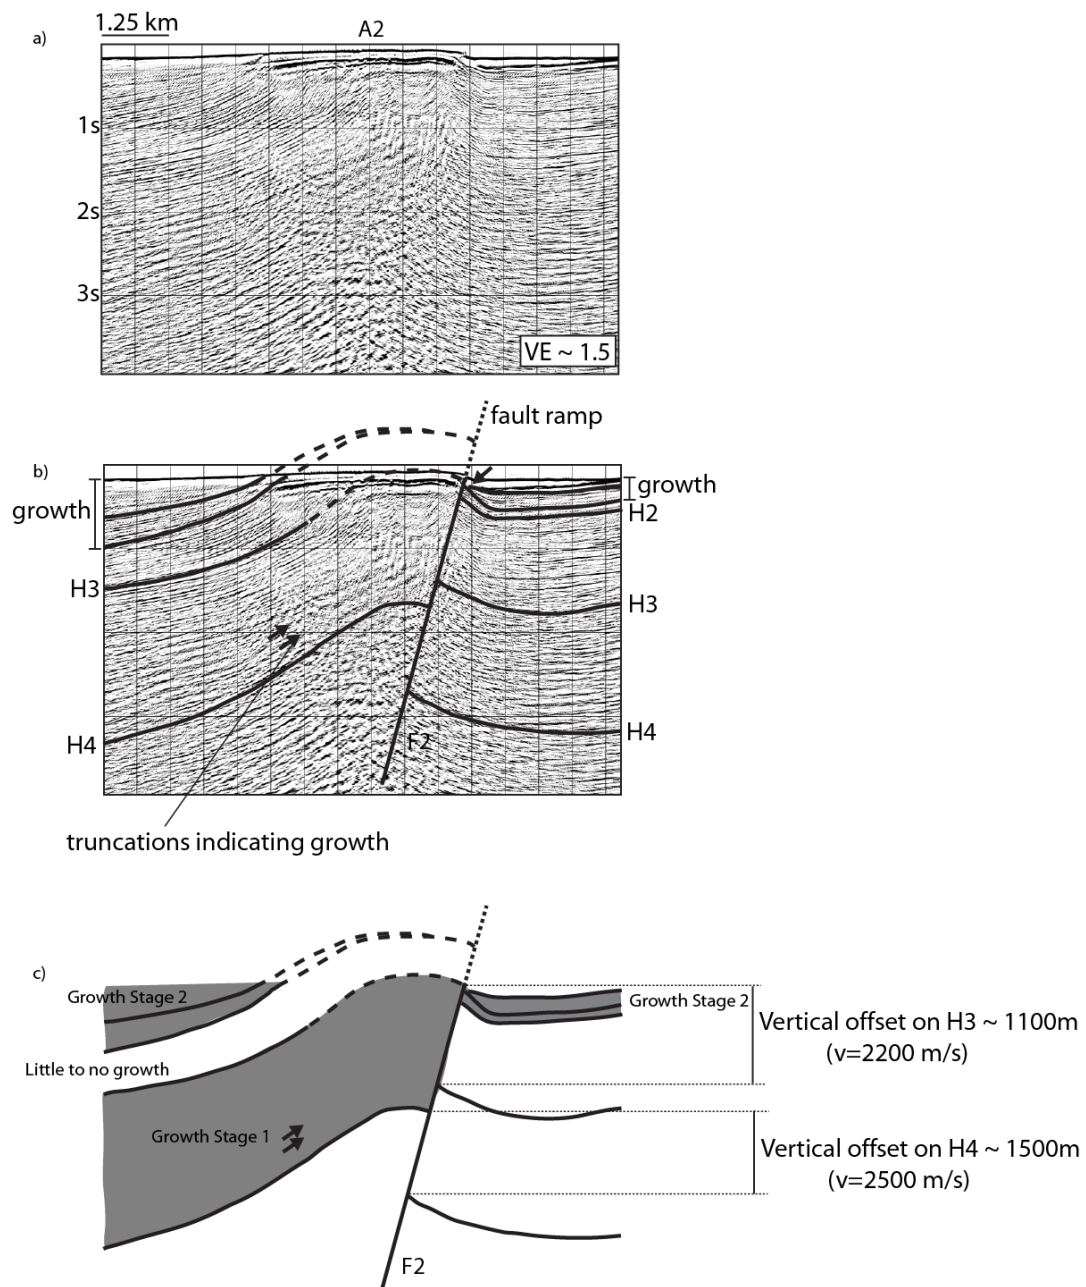 1.25 km
a)
A2
1s
2s
3s
VE ~ 1.5
fault ramp
b)
growth
growth
H2
H3
H3
F2
H4
H4
truncations indicating growth
c)
Growth Stage 2
Growth Stage 2
Vertical offset on H3 ~ 1100m
(v=2200 m/s)
Little to no growth
Growth Stage 1
Vertical offset on H4 ~ 1500m
(v=2500 m/s)
F2